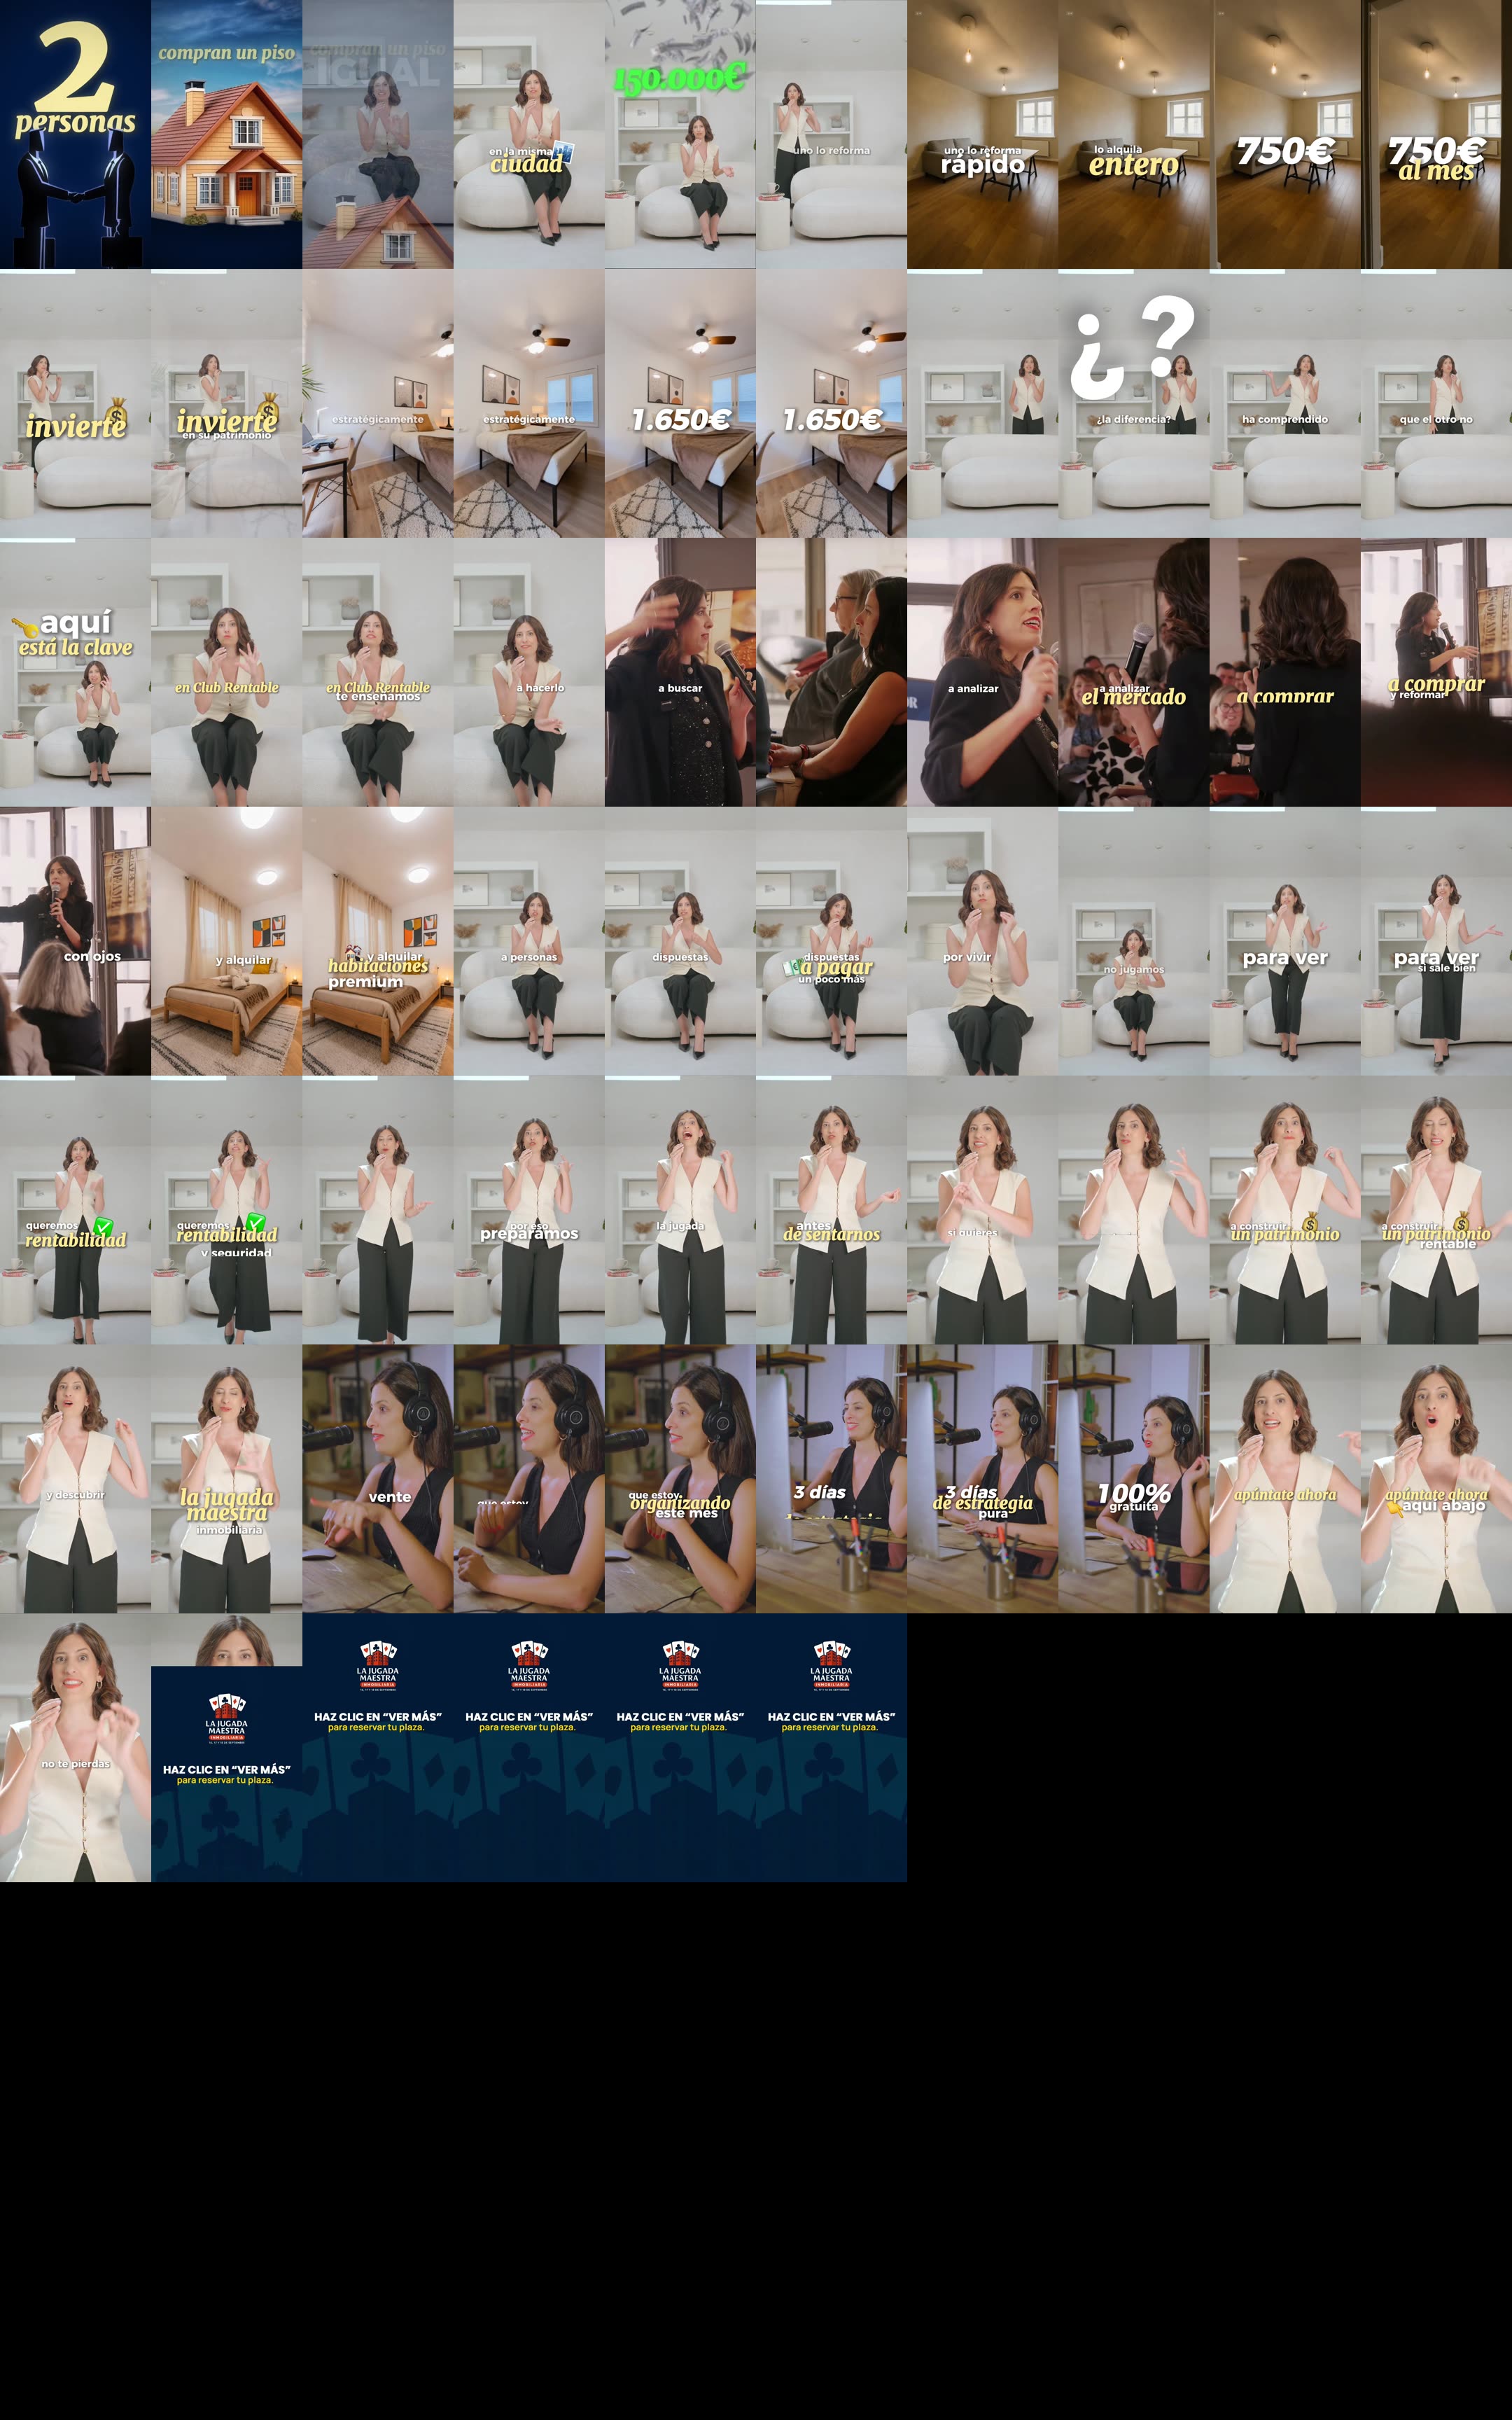 2
personas
compran un piso
compran un piso
IGUAL
en la misma
ciudad
150.000€
uno lo reforma
uno lo reforma
rápido
lo alquila
entero
750€
750€
al mes
invierte
invierte
en su patrimonio
estratégicamente
estratégicamente
1.650€
1.650€
¿?
¿la diferencia?
ha comprendido
que el otro no
aquí
está la clave
en Club Rentable
en Club Rentable
te enseñamos
a hacerlo
a buscar
a analizar
a analizar
el mercado
a comprar
a comprar
y reformar
con ojos
y alquilar
y alquilar
habitaciones
premium
a personas
dispuestas
dispuestas
a pagar
un poco más
por vivir
no jugamos
para ver
para ver
si sale bien
queremos
rentabilidad
queremos
rentabilidad
y seguridad
por eso
preparamos
la jugada
antes
de sentarnos
si quieres
a construir
un patrimonio
a construir
un patrimonio
rentable
y descubrir
la jugada
maestra
inmobiliaria
vente
que estoy
que estoy
organizando
este mes
3 días
de estrategia
3 días
de estrategia
pura
100%
gratuita
apúntate ahora
apúntate ahora
aquí abajo
no te pierdas
LA JUGADA
MAESTRA
INMOBILIARIA
HAZ CLIC EN “VER MÁS”
para reservar tu plaza.
LA JUGADA
MAESTRA
INMOBILIARIA
HAZ CLIC EN “VER MÁS”
para reservar tu plaza.
LA JUGADA
MAESTRA
INMOBILIARIA
HAZ CLIC EN “VER MÁS”
para reservar tu plaza.
LA JUGADA
MAESTRA
INMOBILIARIA
HAZ CLIC EN “VER MÁS”
para reservar tu plaza.
LA JUGADA
MAESTRA
INMOBILIARIA
HAZ CLIC EN “VER MÁS”
para reservar tu plaza.